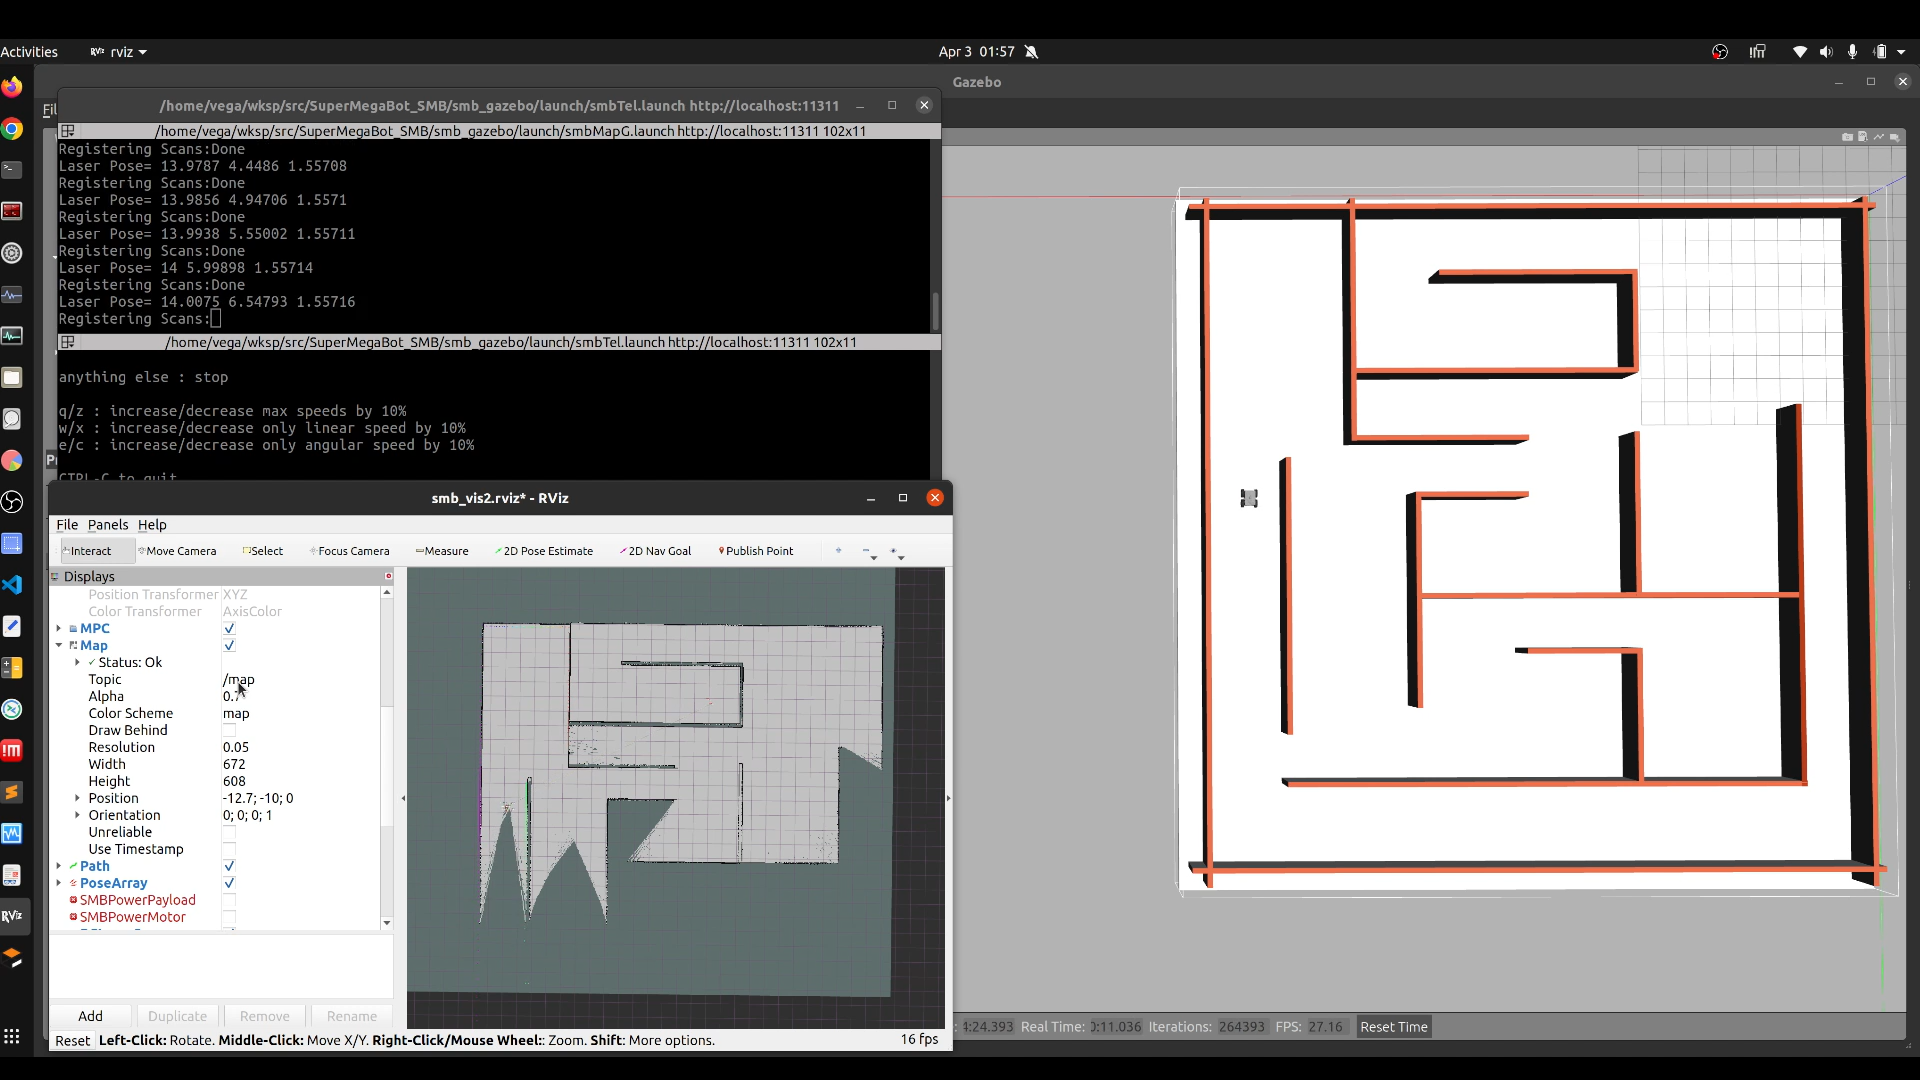 Activities
RViz rviz
Apr 3 01:57
Gazebo
/home/vega/wksp/src/SuperMegaBot_SMB/smb_gazebo/launch/smbTel.launch http://localhost:11311
/home/vega/wksp/src/SuperMegaBot_SMB/smb_gazebo/launch/smbMapG.launch http://localhost:11311 102x11
Registering Scans:Done
Laser Pose= 13.9787 4.4486 1.55708
Registering Scans:Done
Laser Pose= 13.9856 4.94706 1.5571
Registering Scans:Done
Laser Pose= 13.9938 5.55002 1.55711
Registering Scans:Done
Laser Pose= 14 5.99898 1.55714
Registering Scans:Done
Laser Pose= 14.0075 6.54793 1.55716
Registering Scans:
/home/vega/wksp/src/SuperMegaBot_SMB/smb_gazebo/launch/smbTel.launch http://localhost:11311 102x11
anything else : stop
q/z : increase/decrease max speeds by 10%
w/x : increase/decrease only linear speed by 10%
e/c : increase/decrease only angular speed by 10%
CTRL-C to quit
smb_vis2.rviz* - RViz
File Panels Help
Interact Move Camera Select Focus Camera Measure 2D Pose Estimate 2D Nav Goal Publish Point
Displays
Position Transformer XYZ
Color Transformer AxisColor
MPC
Map
Status: Ok
Topic /map
Alpha 0.7
Color Scheme map
Draw Behind
Resolution 0.05
Width 672
Height 608
Position -12.7; -10; 0
Orientation 0; 0; 0; 1
Unreliable
Use Timestamp
Path
PoseArray
SMBPowerPayload
SMBPowerMotor
Add Duplicate Remove Rename
Reset Left-Click: Rotate. Middle-Click: Move X/Y. Right-Click/Mouse Wheel:: Zoom. Shift: More options. 16 fps
Real Time: Iterations: 264393 FPS: 27.16 Reset Time
RViz